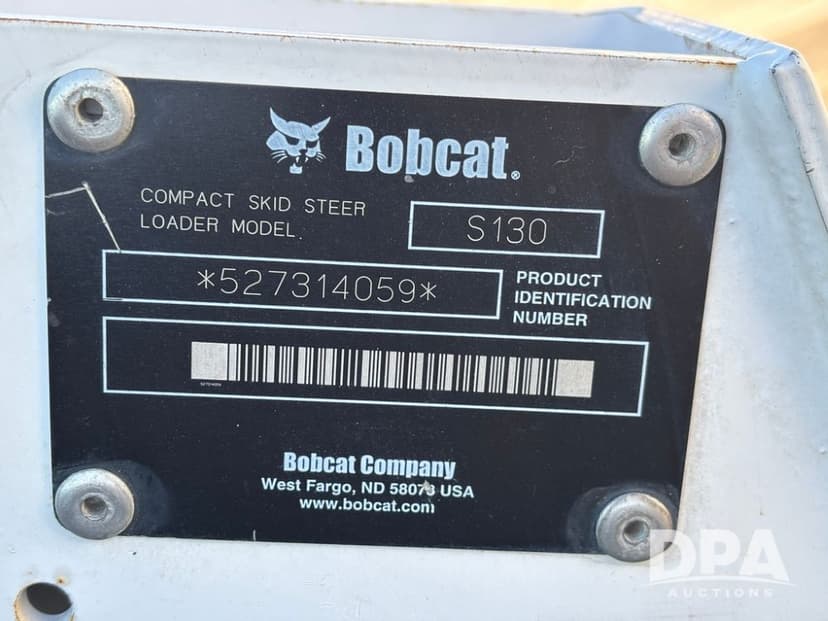 Bobcat®
COMPACT SKID STEER
LOADER MODEL
S130
*527314059*
PRODUCT
IDENTIFICATION
NUMBER
Bobcat Company
West Fargo, ND 58078 USA
www.bobcat.com
DPA
AUCTIONS